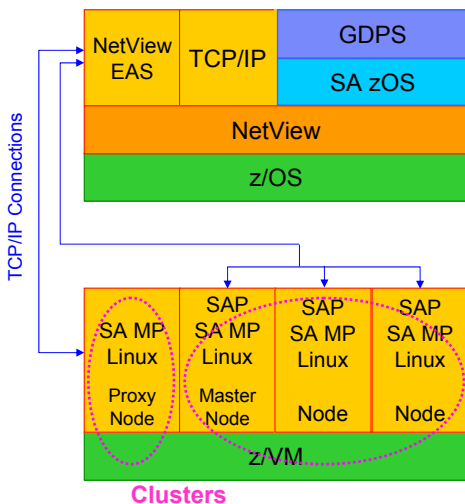 NetView
EAS
TCP/IP
GDPS
SA zOS
NetView
z/OS
TCP/IP Connections
SA MP
Linux
Proxy
Node
SAP
SA MP
Linux
Master
Node
SAP
SA MP
Linux
Node
SAP
SA MP
Linux
Node
z/VM
Clusters